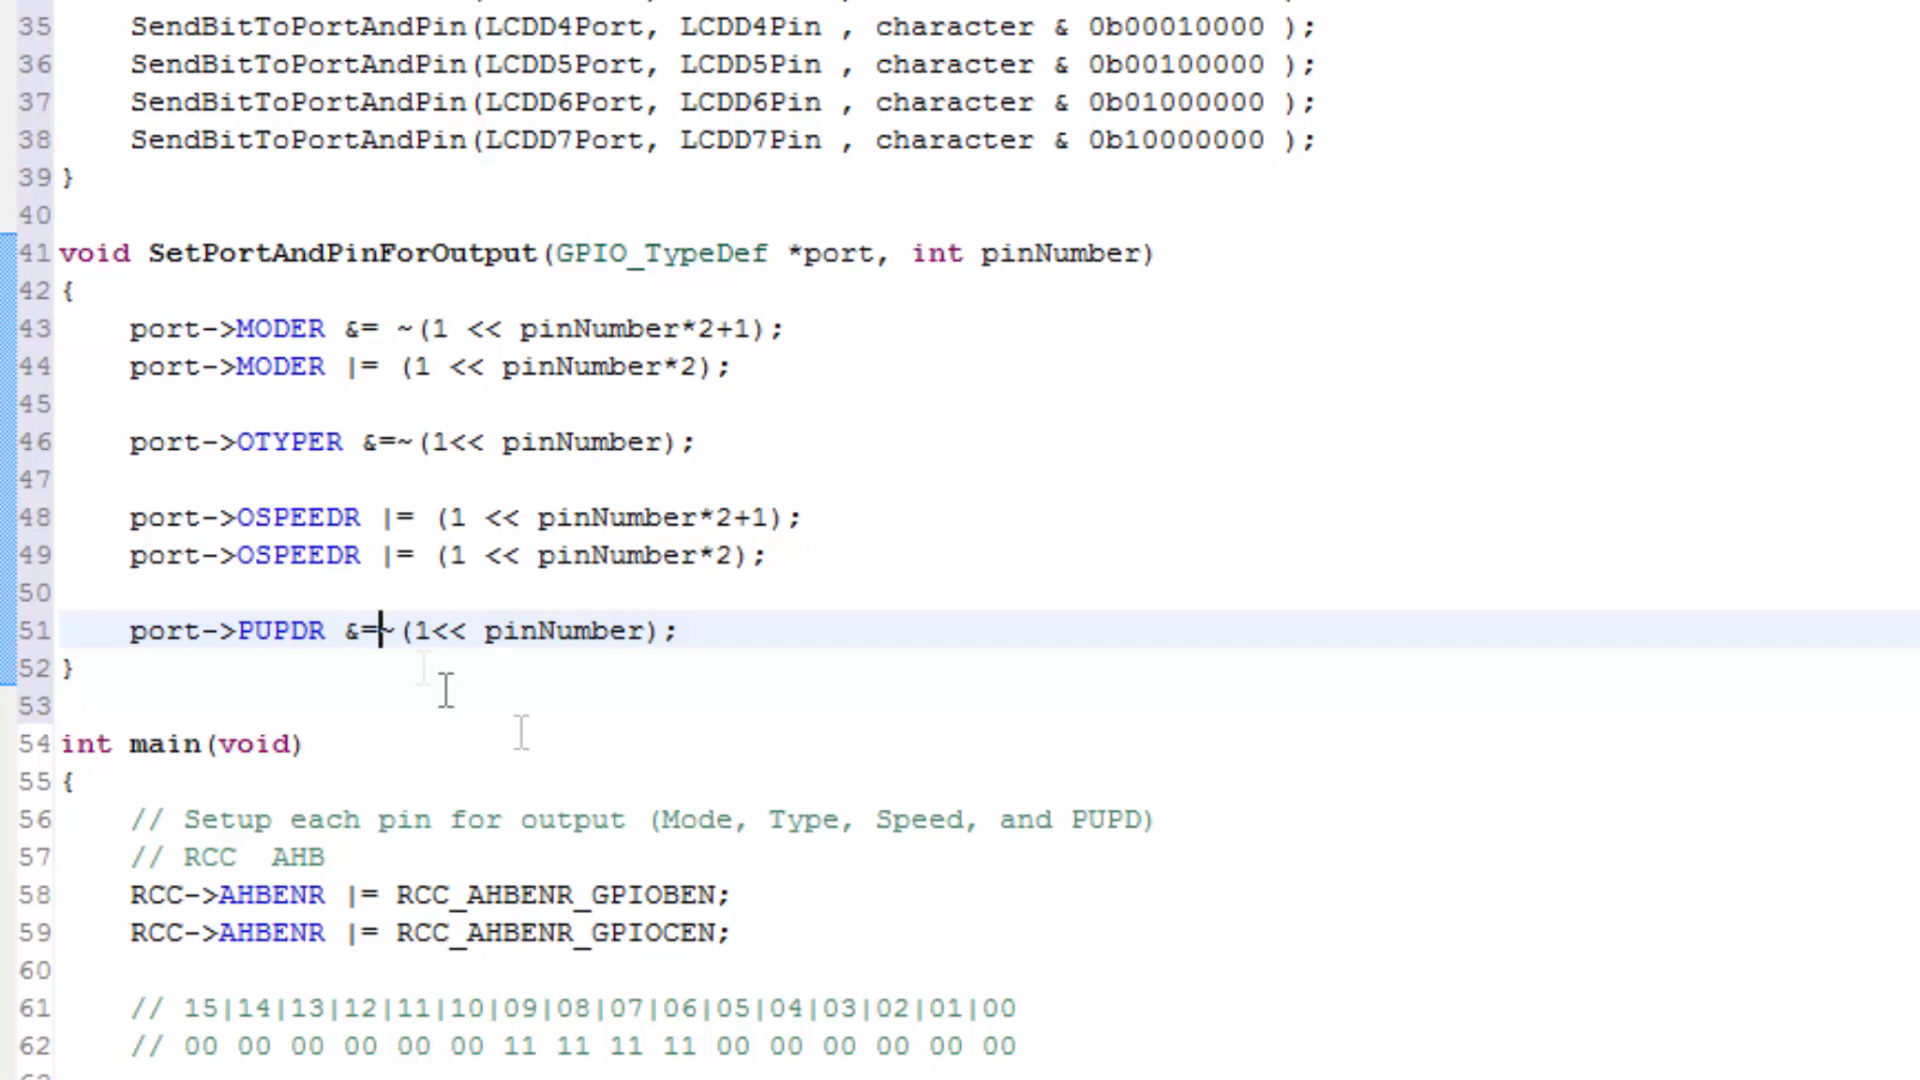 35 SendBitToPortAndPin(LCDD4Port, LCDD4Pin , character & 0b00010000 );
36 SendBitToPortAndPin(LCDD5Port, LCDD5Pin , character & 0b00100000 );
37 SendBitToPortAndPin(LCDD6Port, LCDD6Pin , character & 0b01000000 );
38 SendBitToPortAndPin(LCDD7Port, LCDD7Pin , character & 0b10000000 );
39 }
40
41 void SetPortAndPinForOutput(GPIO_TypeDef *port, int pinNumber)
42 {
43 port->MODER &= ~(1 << pinNumber*2+1);
44 port->MODER |= (1 << pinNumber*2);
45
46 port->OTYPER &=~(1<< pinNumber);
47
48 port->OSPEEDR |= (1 << pinNumber*2+1);
49 port->OSPEEDR |= (1 << pinNumber*2);
50
51 port->PUPDR &=~(1<< pinNumber);
52 }
53
54 int main(void)
55 {
56 // Setup each pin for output (Mode, Type, Speed, and PUPD)
57 // RCC  AHB
58 RCC->AHBENR |= RCC_AHBENR_GPIOBEN;
59 RCC->AHBENR |= RCC_AHBENR_GPIOCEN;
60
61 // 15|14|13|12|11|10|09|08|07|06|05|04|03|02|01|00
62 // 00 00 00 00 00 00 11 11 11 11 00 00 00 00 00 00